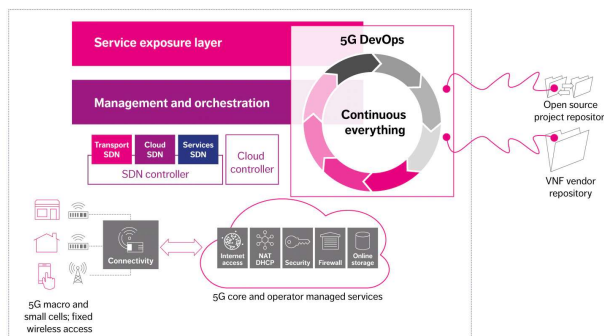 Service exposure layer
5G DevOps
Management and orchestration
Continuous
everything
Transport
SDN
Cloud
SDN
Services
SDN
SDN controller
Cloud
controller
Open source
project repositor
VNF vendor
repository
Connectivity
Internet
access
NAT
DHCP
Security
Firewall
Online
storage
5G core and operator managed services
5G macro and
small cells; fixed
wireless access